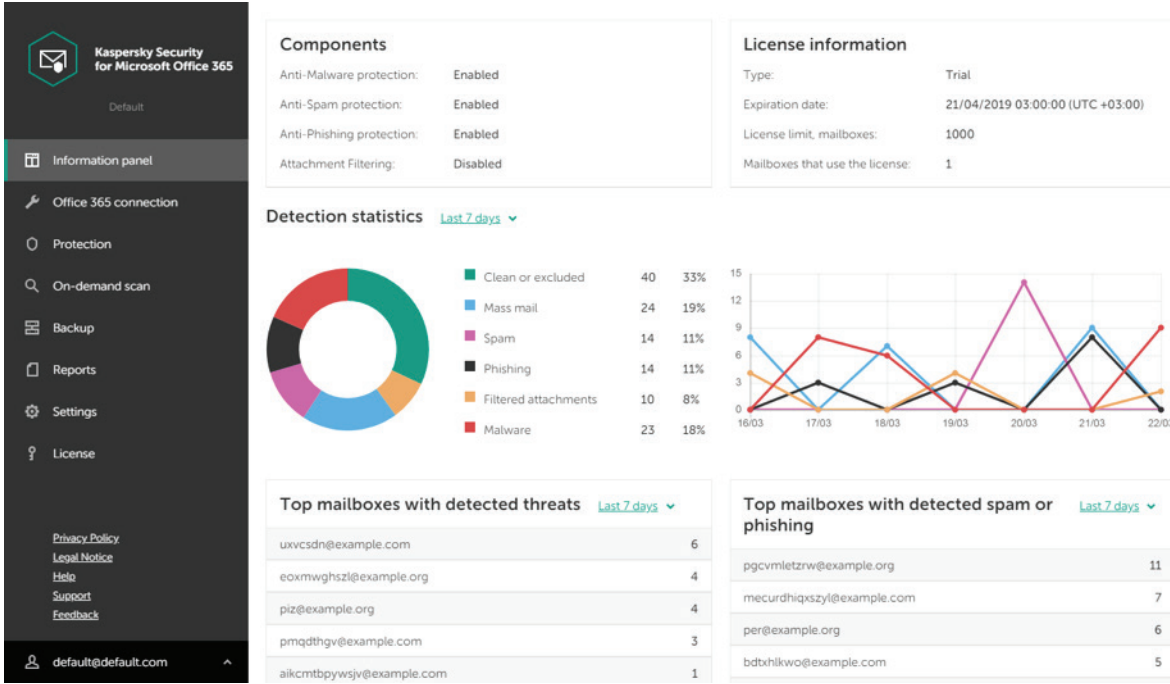 Kaspersky Security
for Microsoft Office 365
Default
Information panel
Office 365 connection
Protection
On-demand scan
Backup
Reports
Settings
License
Privacy Policy
Legal Notice
Help
Support
Feedback
default@default.com
Components
Anti-Malware protection: Enabled
Anti-Spam protection: Enabled
Anti-Phishing protection: Enabled
Attachment Filtering: Disabled
License information
Type: Trial
Expiration date: 21/04/2019 03:00:00 (UTC +03:00)
License limit, mailboxes: 1000
Mailboxes that use the license: 1
Detection statistics Last 7 days
Clean or excluded 40 33%
Mass mail 24 19%
Spam 14 11%
Phishing 14 11%
Filtered attachments 10 8%
Malware 23 18%
15
12
9
6
3
0
16/03 17/03 18/03 19/03 20/03 21/03 22/03
Top mailboxes with detected threats Last 7 days
uxvcsdn@example.com 6
eoxmwghszl@example.org 4
piz@example.org 4
pmqdthgv@example.com 3
aikcmtbpywsjv@example.com 1
Top mailboxes with detected spam or Last 7 days
phishing
pgcvmletzrw@example.org 11
mecurdhiqxszyl@example.com 7
per@example.org 6
bdtxhlkwo@example.com 5